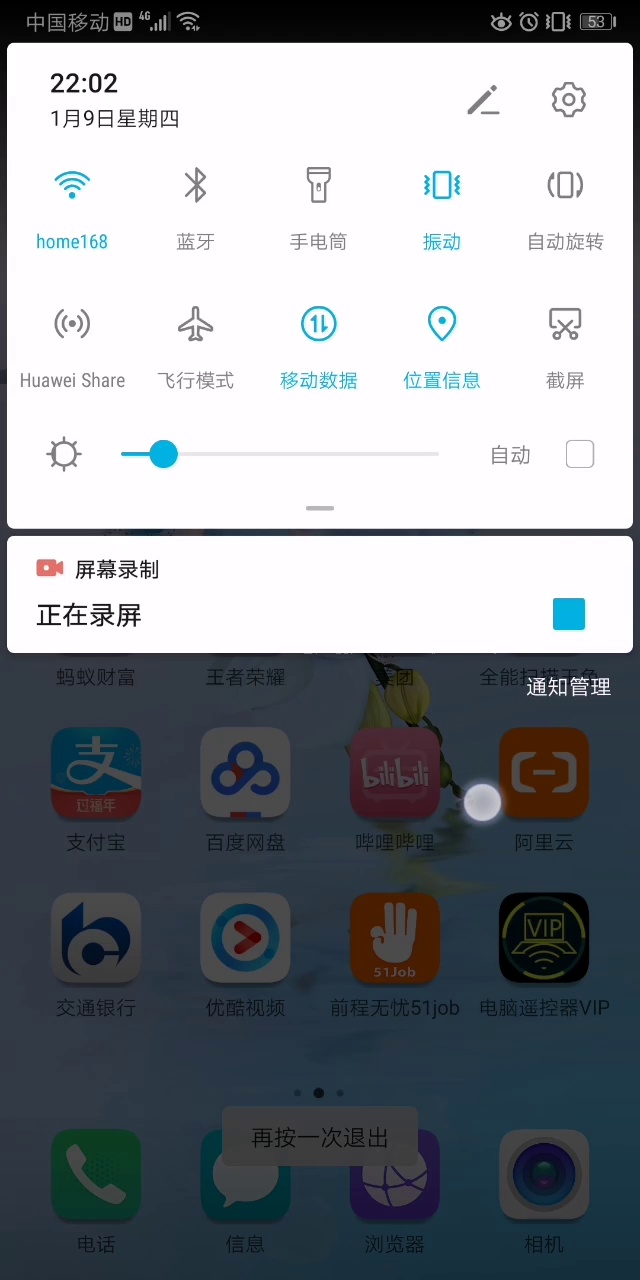 中国移动 HD 4G 53
22:02
1月9日星期四
home168 蓝牙 手电筒 振动 自动旋转
Huawei Share 飞行模式 移动数据 位置信息 截屏
自动
屏幕录制
正在录屏
蚂蚁财富 王者荣耀 美团
通知管理
支 过福年 bilibili
支付宝 百度网盘 哔哩哔哩 阿里云
51Job VIP
交通银行 优酷视频 前程无忧51job 电脑遥控器VIP
再按一次退出
电话 信息 浏览器 相机